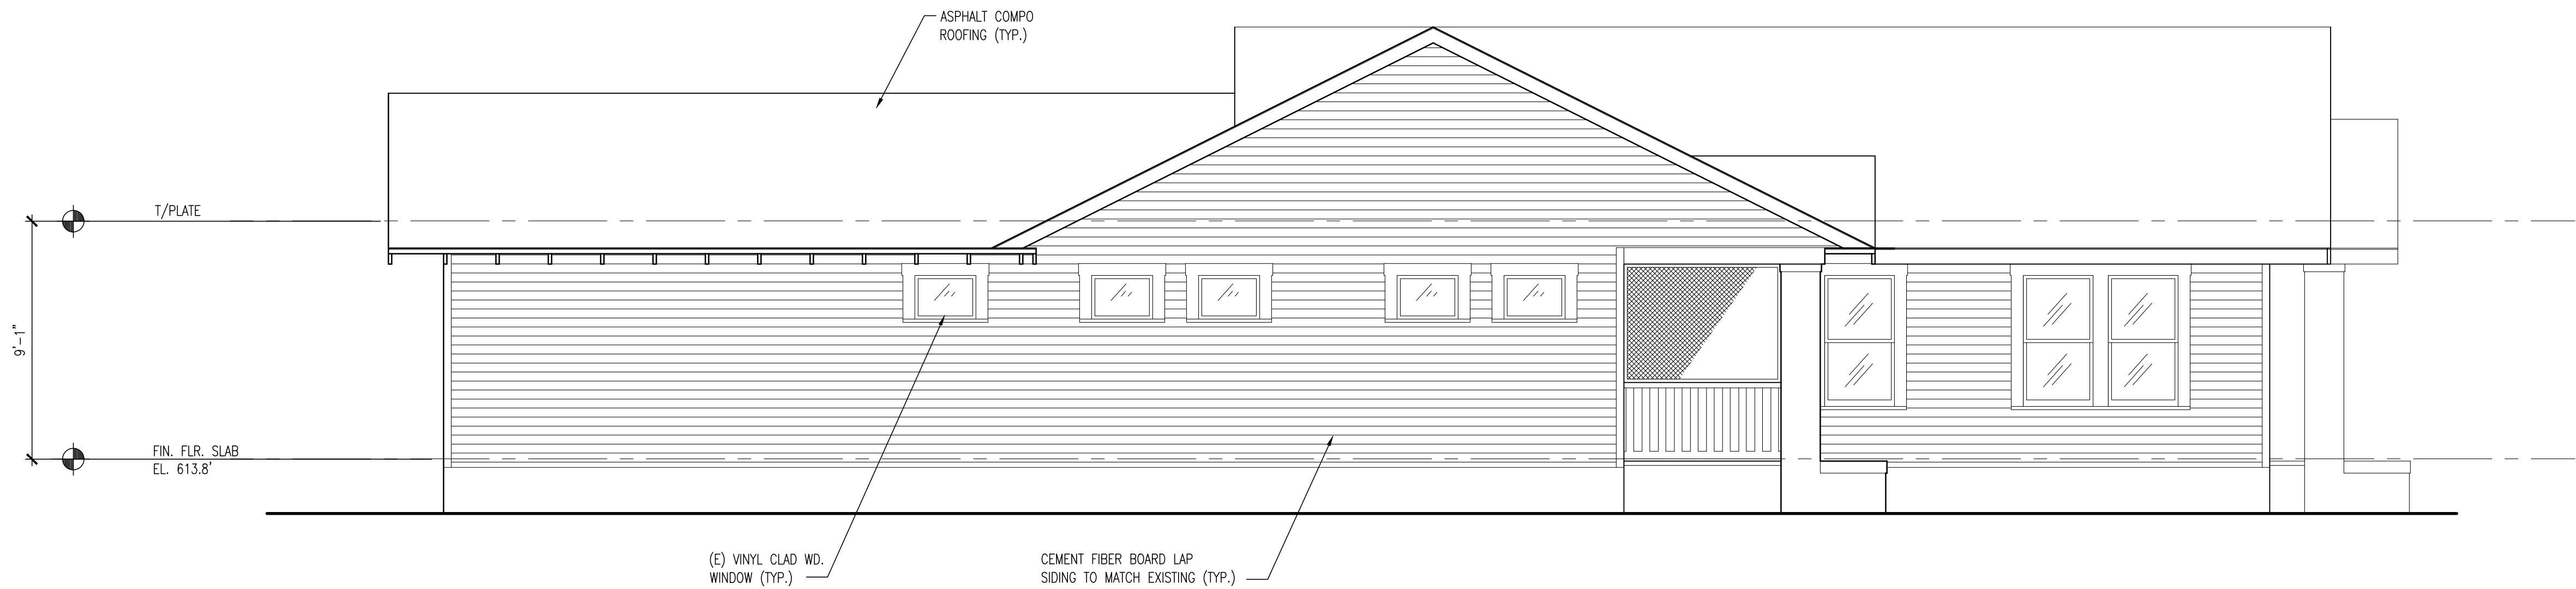 ASPHALT COMPO
ROOFING (TYP.)
T/PLATE
9'-1"
FIN. FLR. SLAB
EL. 613.8'
(E) VINYL CLAD WD.
WINDOW (TYP.)
CEMENT FIBER BOARD LAP
SIDING TO MATCH EXISTING (TYP.)